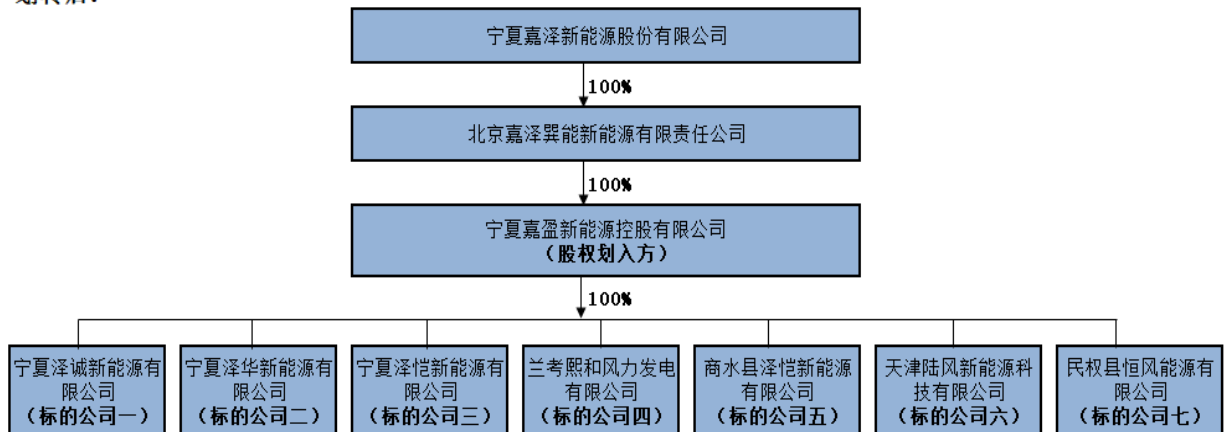 划转后：
宁夏嘉泽新能源股份有限公司
100%
北京嘉泽巽能新能源有限责任公司
100%
宁夏嘉盈新能源控股有限公司
（股权划入方）
100%
宁夏泽诚新能源有
限公司
（标的公司一）
宁夏泽华新能源有
限公司
（标的公司二）
宁夏泽恺新能源有
限公司
（标的公司三）
兰考熙和风力发电
有限公司
（标的公司四）
商水县泽恺新能源
有限公司
（标的公司五）
天津陆风新能源科
技有限公司
（标的公司六）
民权县恒风能源有
限公司
（标的公司七）